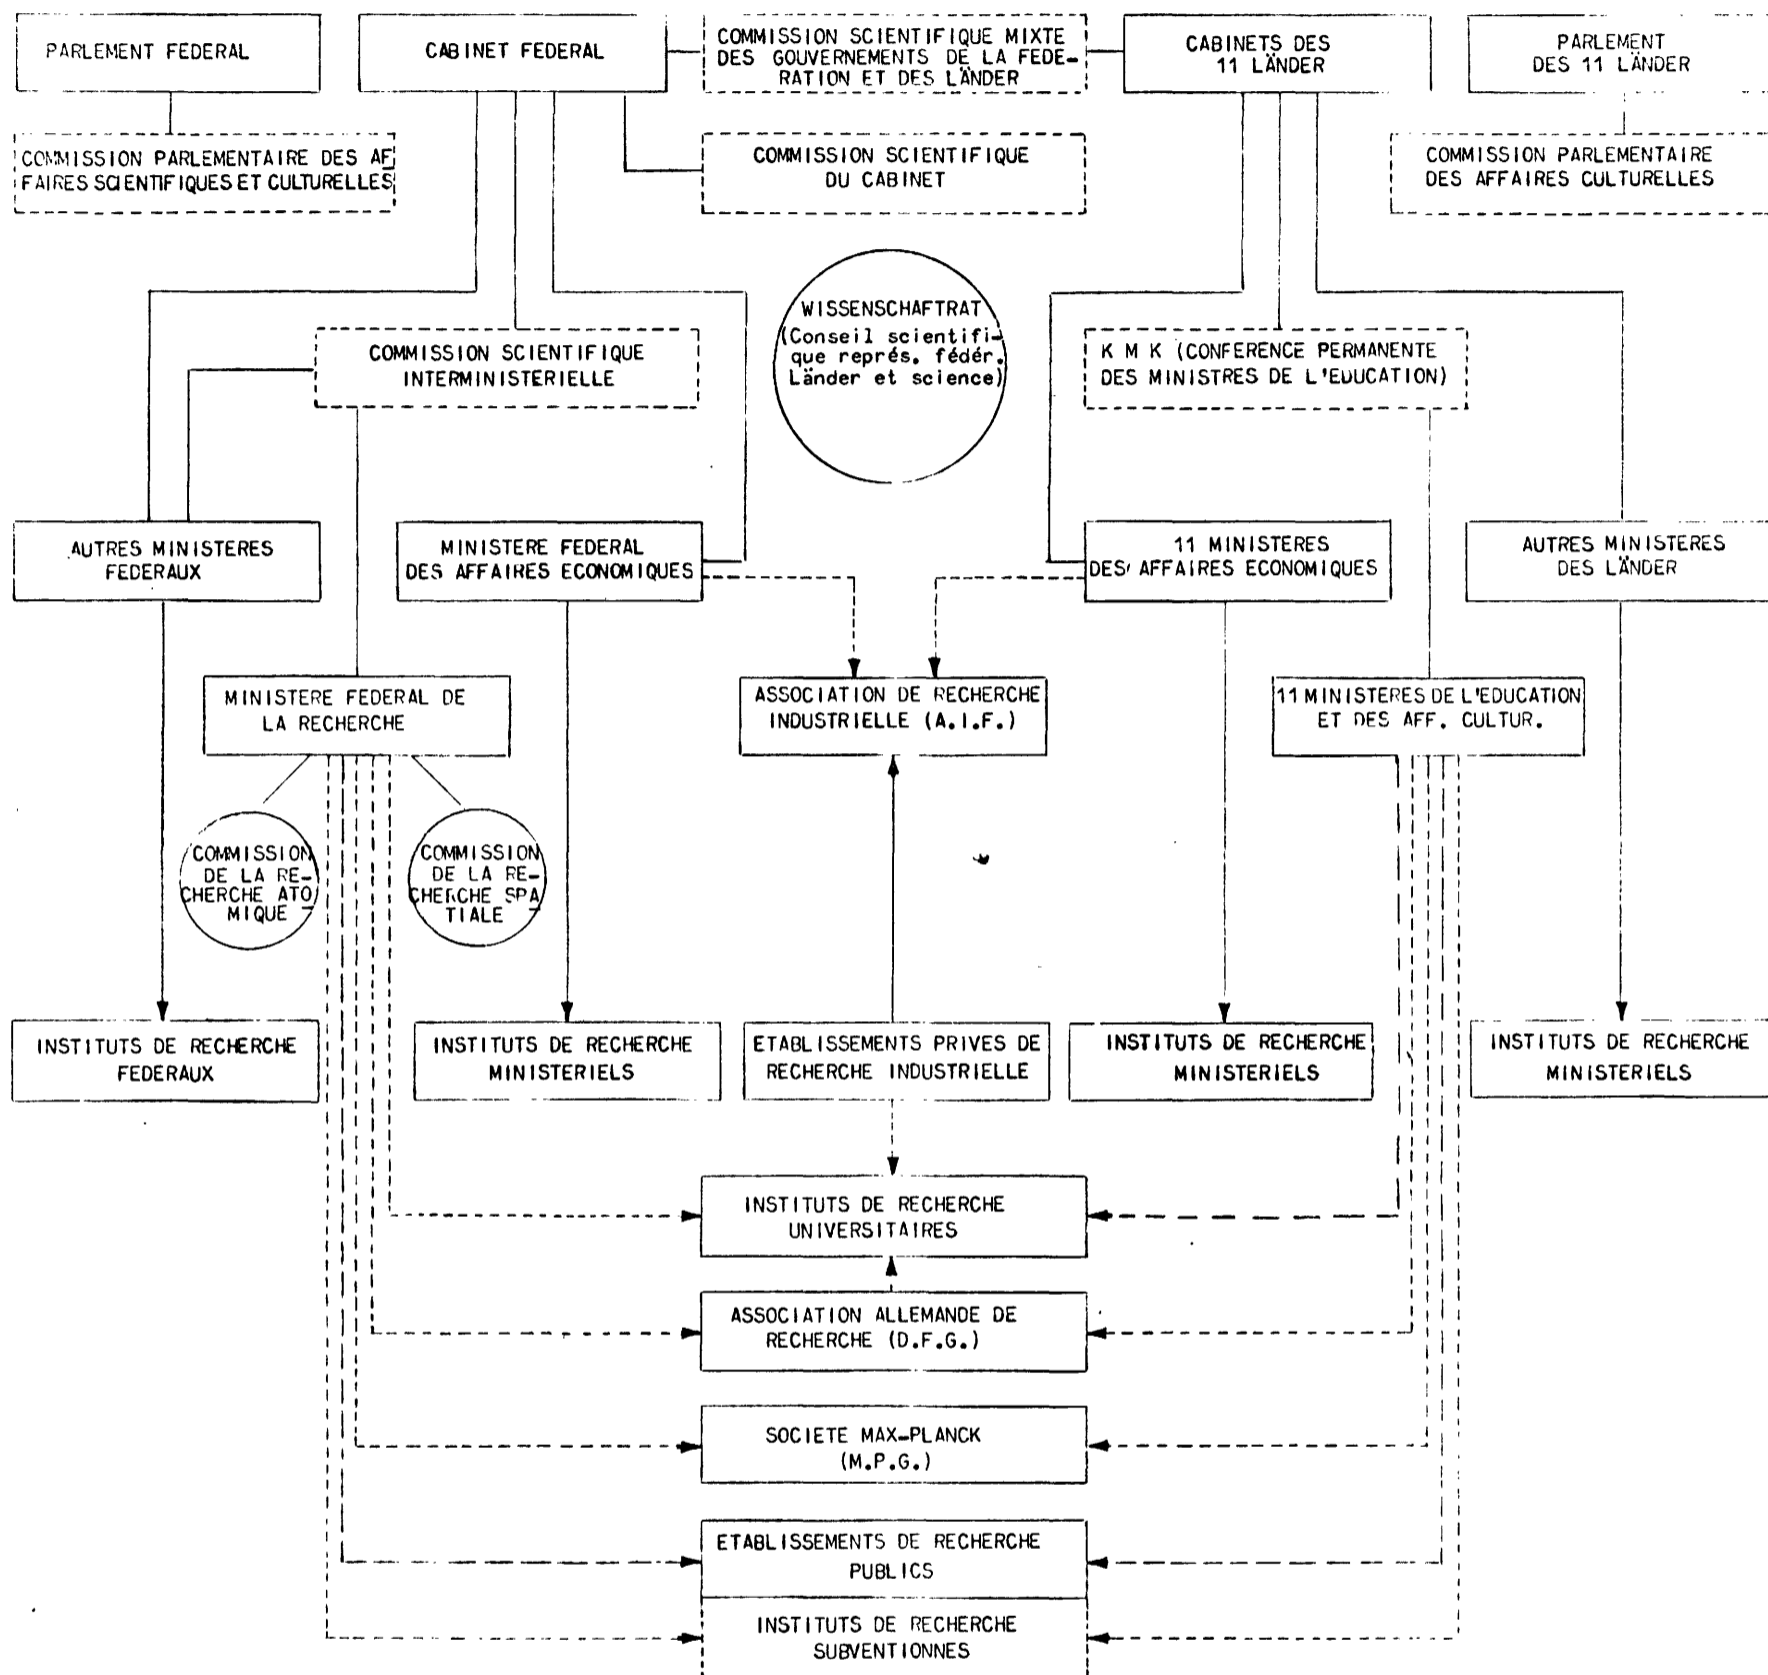 PARLEMENT FEDERAL
CABINET FEDERAL
COMMISSION SCIENTIFIQUE MIXTE
DES GOUVERNEMENTS DE LA FEDE-
RATION ET DES LÄNDER
CABINETS DES
11 LÄNDER
PARLEMENT
DES 11 LÄNDER
COMMISSION PARLEMENTAIRE DES AF
FAIRES SCIENTIFIQUES ET CULTURELLES
COMMISSION SCIENTIFIQUE
DU CABINET
COMMISSION PARLEMENTAIRE
DES AFFAIRES CULTURELLES
WISSENSCHAFTRAT
(Conseil scientifi-
que représ. fédér.
Länder et science)
COMMISSION SCIENTIFIQUE
INTERMINISTERIELLE
K M K (CONFERENCE PERMANENTE
DES MINISTRES DE L'EDUCATION)
AUTRES MINISTERES
FEDERAUX
MINISTERE FEDERAL
DES AFFAIRES ECONOMIQUES
11 MINISTERES
DES AFFAIRES ECONOMIQUES
AUTRES MINISTERES
DES LÄNDER
MINISTERE FEDERAL DE
LA RECHERCHE
ASSOCIATION DE RECHERCHE
INDUSTRIELLE (A.I.F.)
11 MINISTERES DE L'EDUCATION
ET DES AFF. CULTUR.
COMMISSION
DE LA RE-
CHERCHE ATO-
MIQUE
COMMISSION
DE LA RE-
CHERCHE SPA-
TIALE
INSTITUTS DE RECHERCHE
FEDERAUX
INSTITUTS DE RECHERCHE
MINISTERIELS
ETABLISSEMENTS PRIVES DE
RECHERCHE INDUSTRIELLE
INSTITUTS DE RECHERCHE
MINISTERIELS
INSTITUTS DE RECHERCHE
MINISTERIELS
INSTITUTS DE RECHERCHE
UNIVERSITAIRES
ASSOCIATION ALLEMANDE DE
RECHERCHE (D.F.G.)
SOCIETE MAX-PLANCK
(M.P.G.)
ETABLISSEMENTS DE RECHERCHE
PUBLICS
INSTITUTS DE RECHERCHE
SUBVENTIONNES